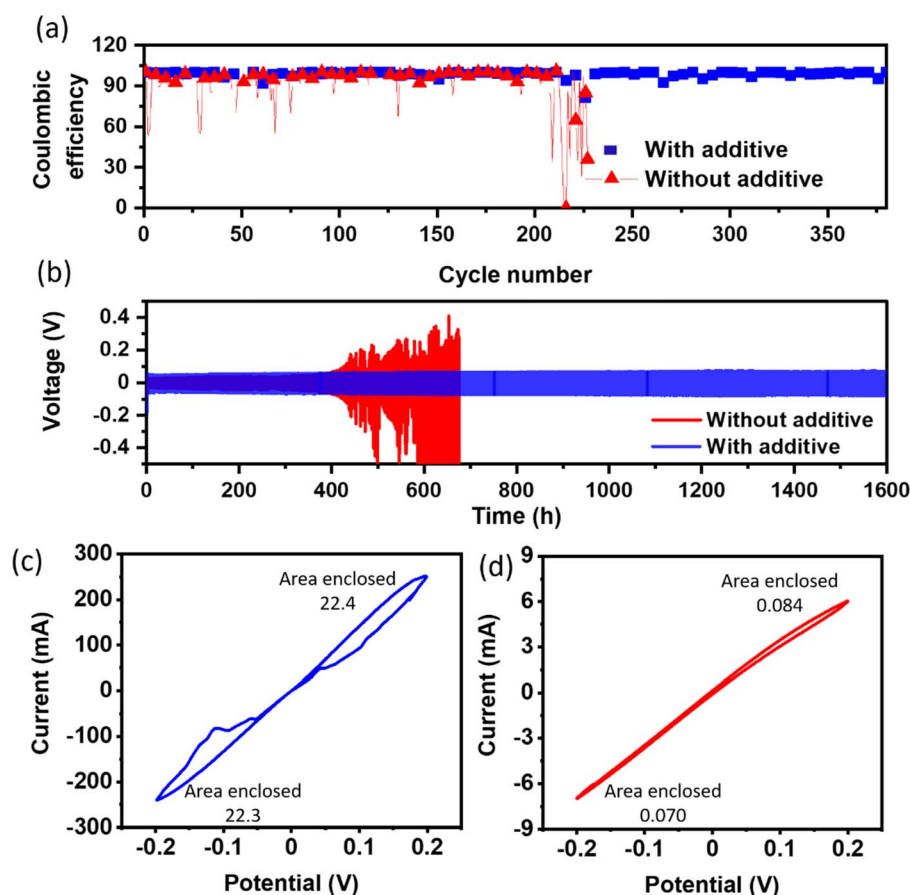 (a)
120
90
60
30
0
Coulombic
efficiency
With additive
Without additive
0 50 100 150 200 250 300 350
Cycle number
(b)
0.4
0.2
0
-0.2
-0.4
Voltage (V)
Without additive
With additive
0 200 400 600 800 1000 1200 1400 1600
Time (h)
(c)
300
200
100
0
-100
-200
-300
Current (mA)
Area enclosed
22.4
Area enclosed
22.3
-0.2 -0.1 0 0.1 0.2
Potential (V)
(d)
9
6
3
0
-3
-6
-9
Current (mA)
Area enclosed
0.084
Area enclosed
0.070
-0.2 -0.1 0 0.1 0.2
Potential (V)